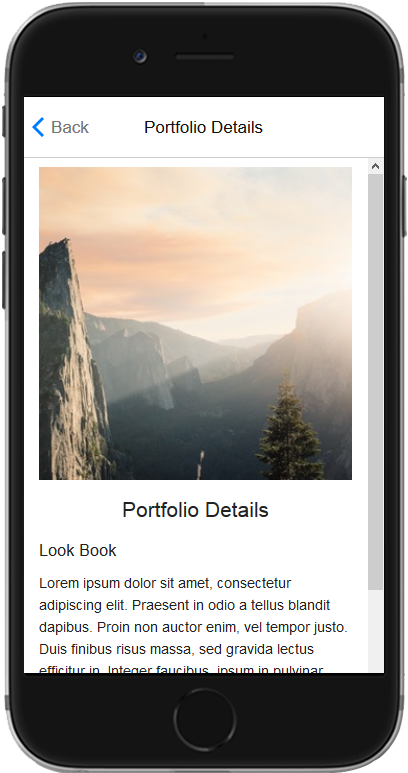 Back
Portfolio Details
Portfolio Details
Look Book
Lorem ipsum dolor sit amet, consectetur
adipiscing elit. Praesent in odio a tellus blandit
dapibus. Proin non auctor enim, vel tempor justo.
Duis finibus risus massa, sed gravida lectus
efficitur in. Integer faucibus, ipsum in pulvinar